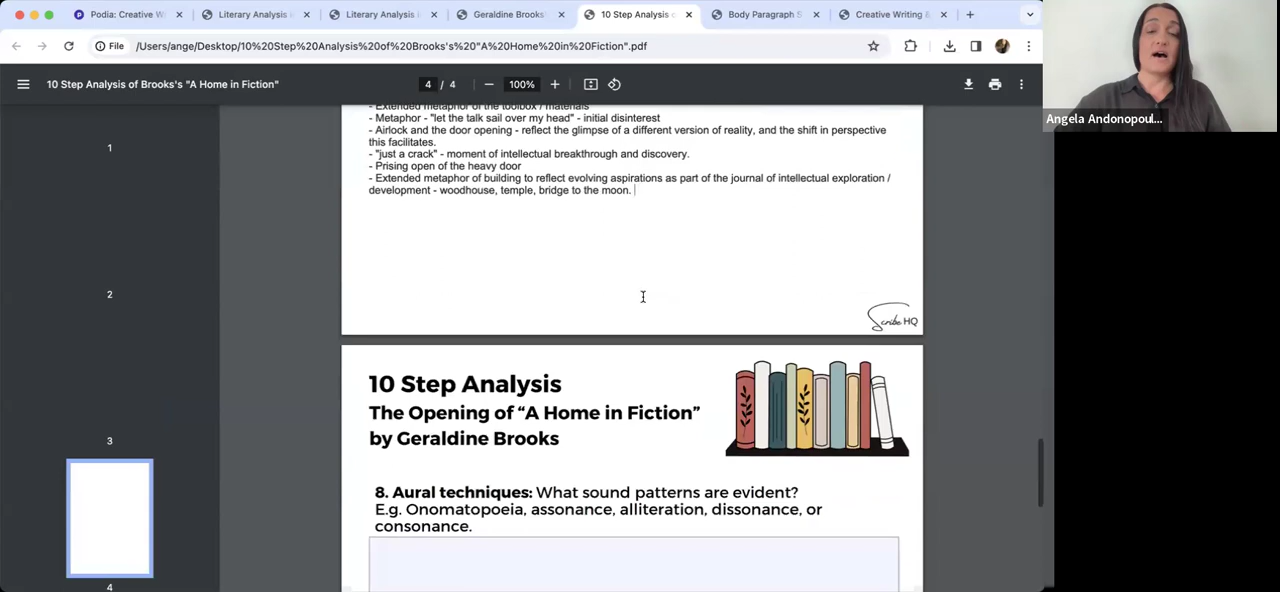 Podia: Creative W
Literary Analysis
Literary Analysis
Geraldine Brooks
10 Step Analysis o
Body Paragraph S
Creative Writing &
File
/Users/ange/Desktop/10%20Step%20Analysis%20of%20Brooks's%20"A%20Home%20in%20Fiction".pdf
10 Step Analysis of Brooks's "A Home in Fiction"
4 / 4
100%
Angela Andonopoul...
- Extended metaphor of the toolbox / materials
- Metaphor - "let the talk sail over my head" - initial disinterest
- Airlock and the door opening - reflect the glimpse of a different version of reality, and the shift in perspective
this facilitates.
- "just a crack" - moment of intellectual breakthrough and discovery.
- Prising open of the heavy door
- Extended metaphor of building to reflect evolving aspirations as part of the journal of intellectual exploration /
development - woodhouse, temple, bridge to the moon.
Scribe HQ
1
2
3
4
10 Step Analysis
The Opening of “A Home in Fiction”
by Geraldine Brooks
8. Aural techniques: What sound patterns are evident?
E.g. Onomatopoeia, assonance, alliteration, dissonance, or
consonance.